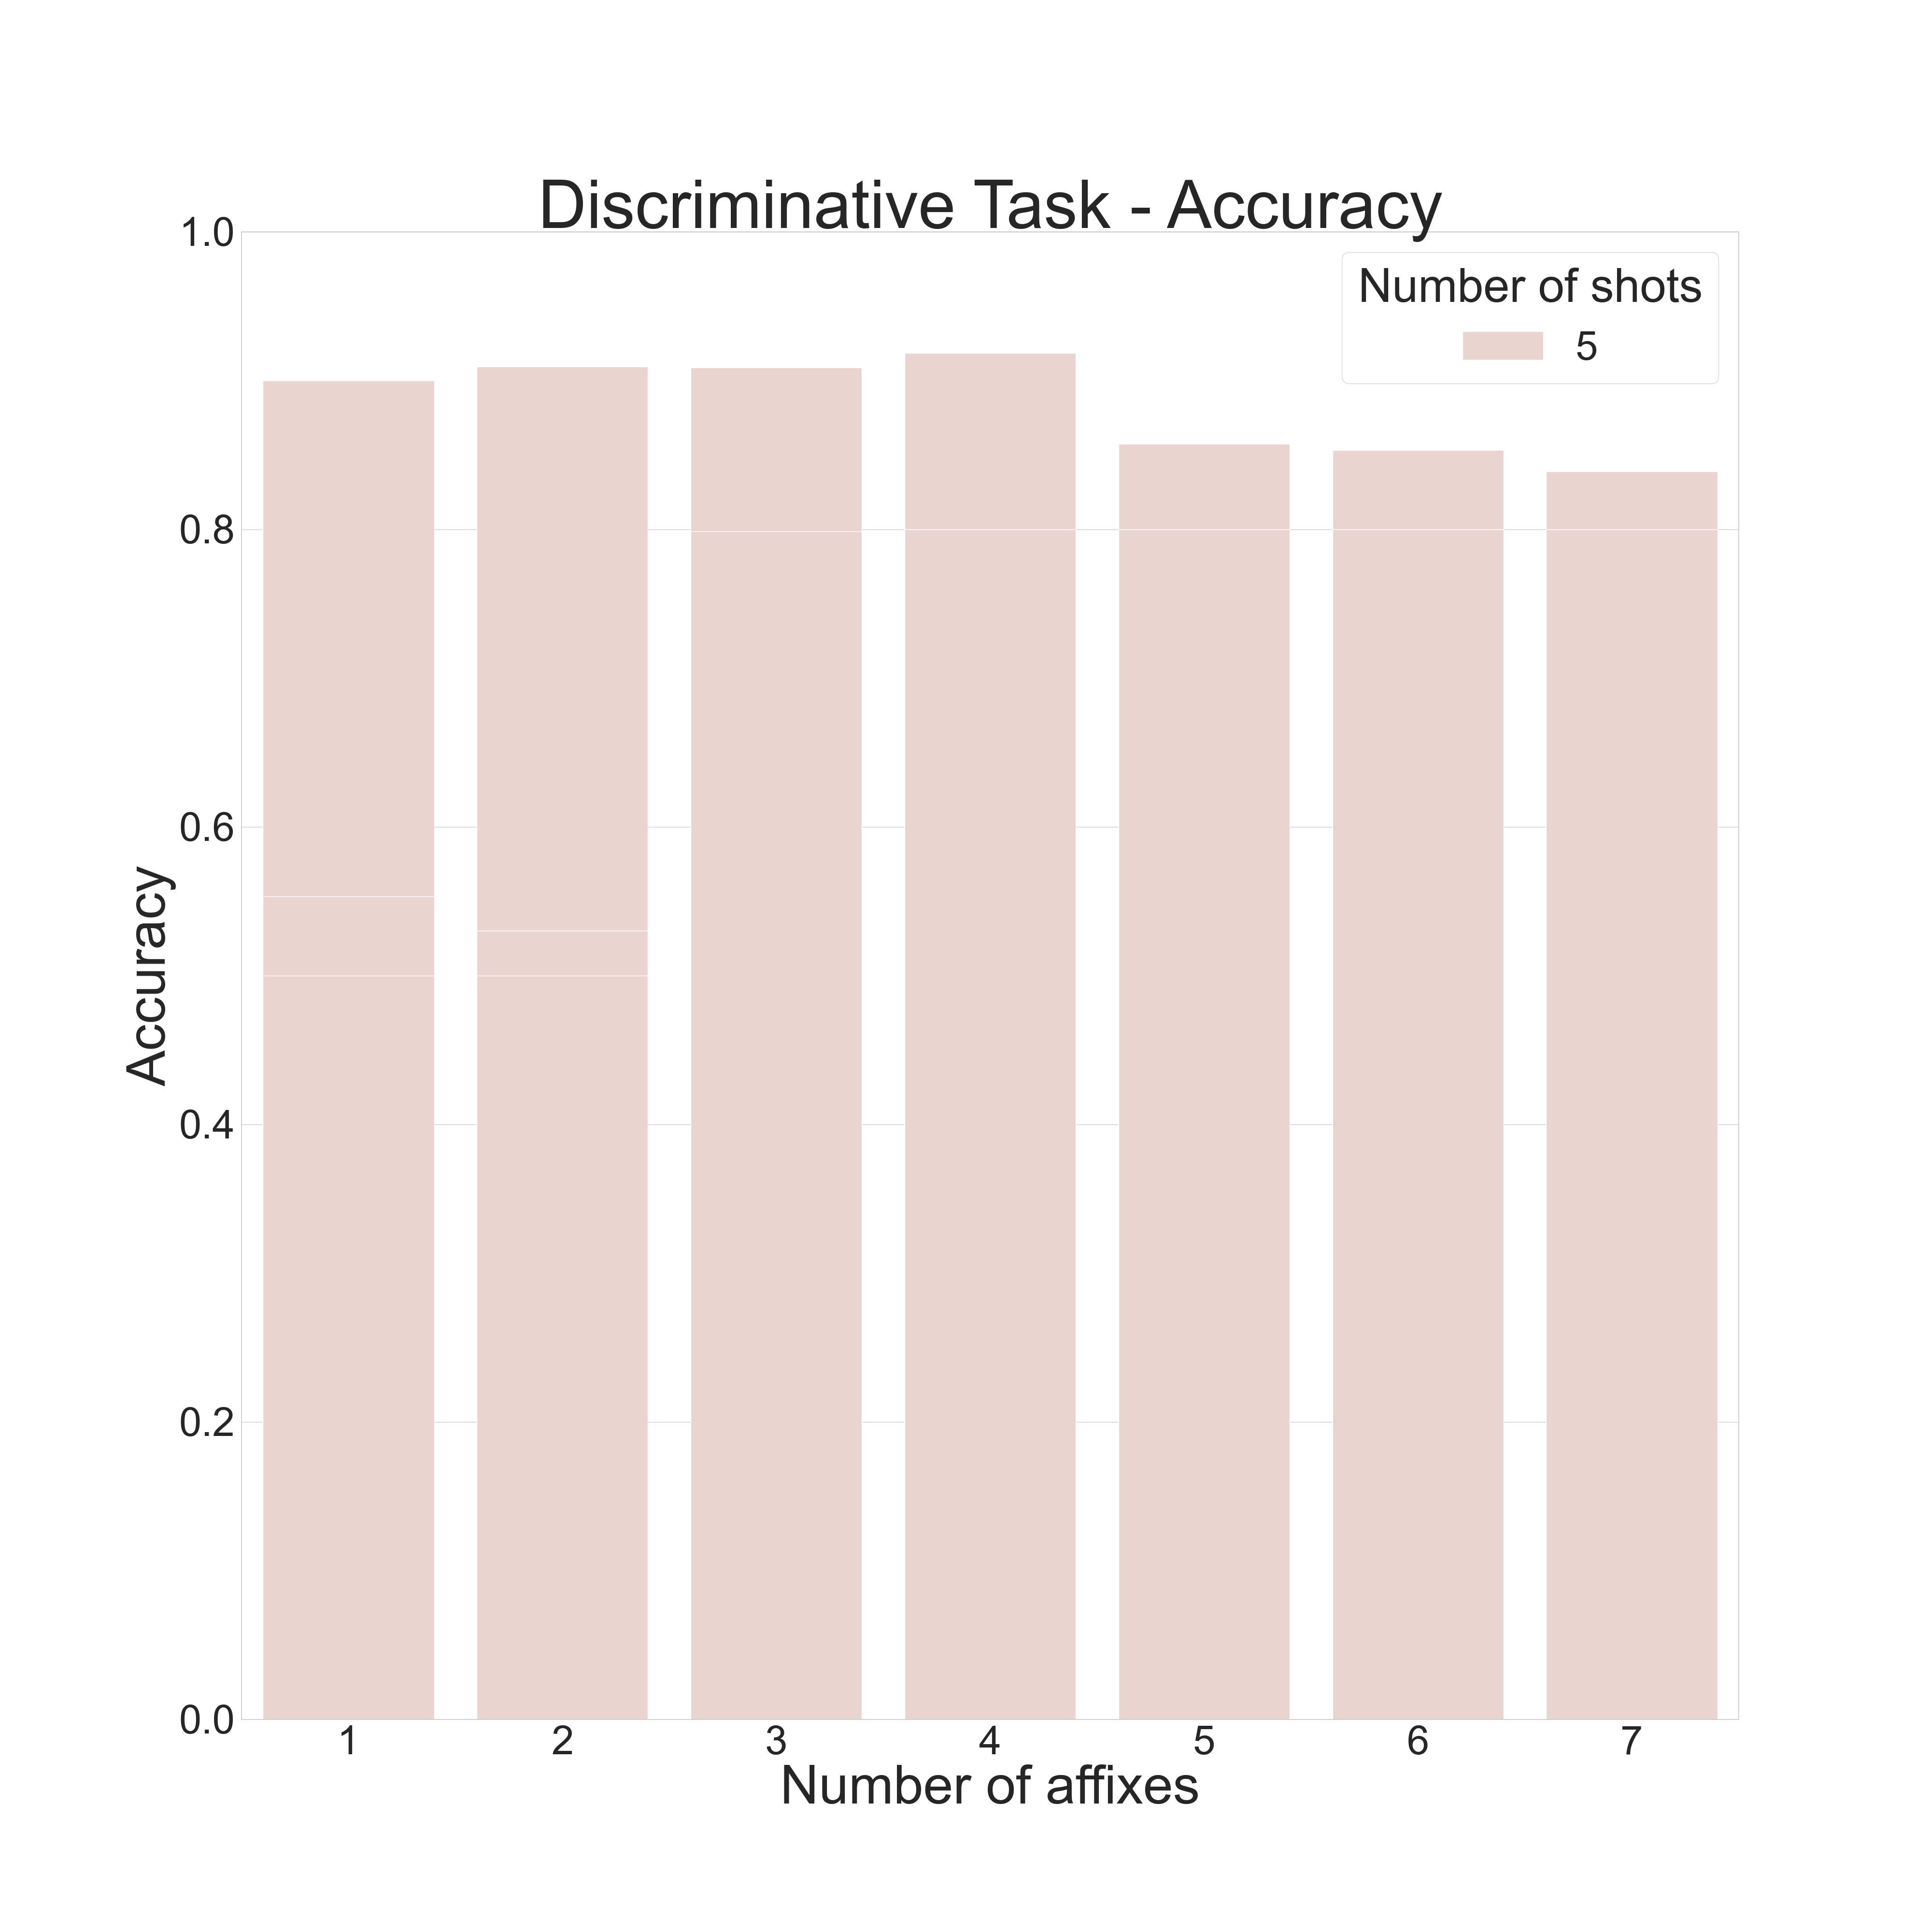 Discriminative Task - Accuracy
Number of shots
5
1.0
0.8
0.6
0.4
0.2
0.0
Accuracy
1 2 3 4 5 6 7
Number of affixes